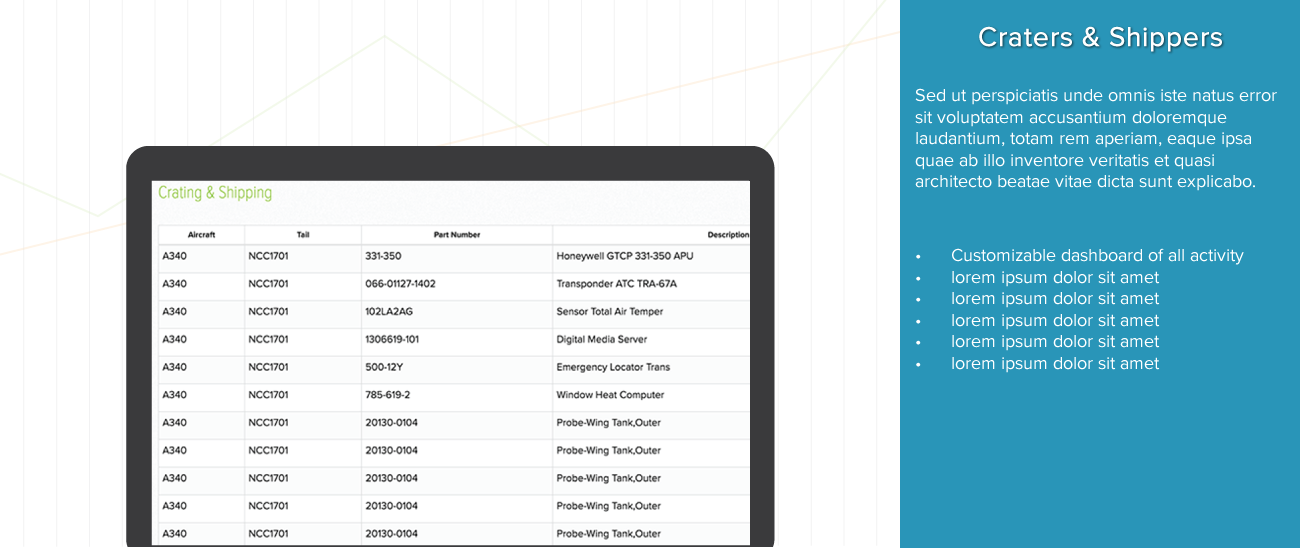 Crating & Shipping
Aircraft Tail Part Number Description
A340 NCC1701 331-350 Honeywell GTCP 331-350 APU
A340 NCC1701 066-01127-1402 Transponder ATC TRA-67A
A340 NCC1701 102LA2AG Sensor Total Air Temper
A340 NCC1701 1306619-101 Digital Media Server
A340 NCC1701 500-12Y Emergency Locator Trans
A340 NCC1701 785-619-2 Window Heat Computer
A340 NCC1701 20130-0104 Probe-Wing Tank,Outer
A340 NCC1701 20130-0104 Probe-Wing Tank,Outer
A340 NCC1701 20130-0104 Probe-Wing Tank,Outer
A340 NCC1701 20130-0104 Probe-Wing Tank,Outer
A340 NCC1701 20130-0104 Probe-Wing Tank,Outer
Craters & Shippers
Sed ut perspiciatis unde omnis iste natus error
sit voluptatem accusantium doloremque
laudantium, totam rem aperiam, eaque ipsa
quae ab illo inventore veritatis et quasi
architecto beatae vitae dicta sunt explicabo.
• Customizable dashboard of all activity
• lorem ipsum dolor sit amet
• lorem ipsum dolor sit amet
• lorem ipsum dolor sit amet
• lorem ipsum dolor sit amet
• lorem ipsum dolor sit amet